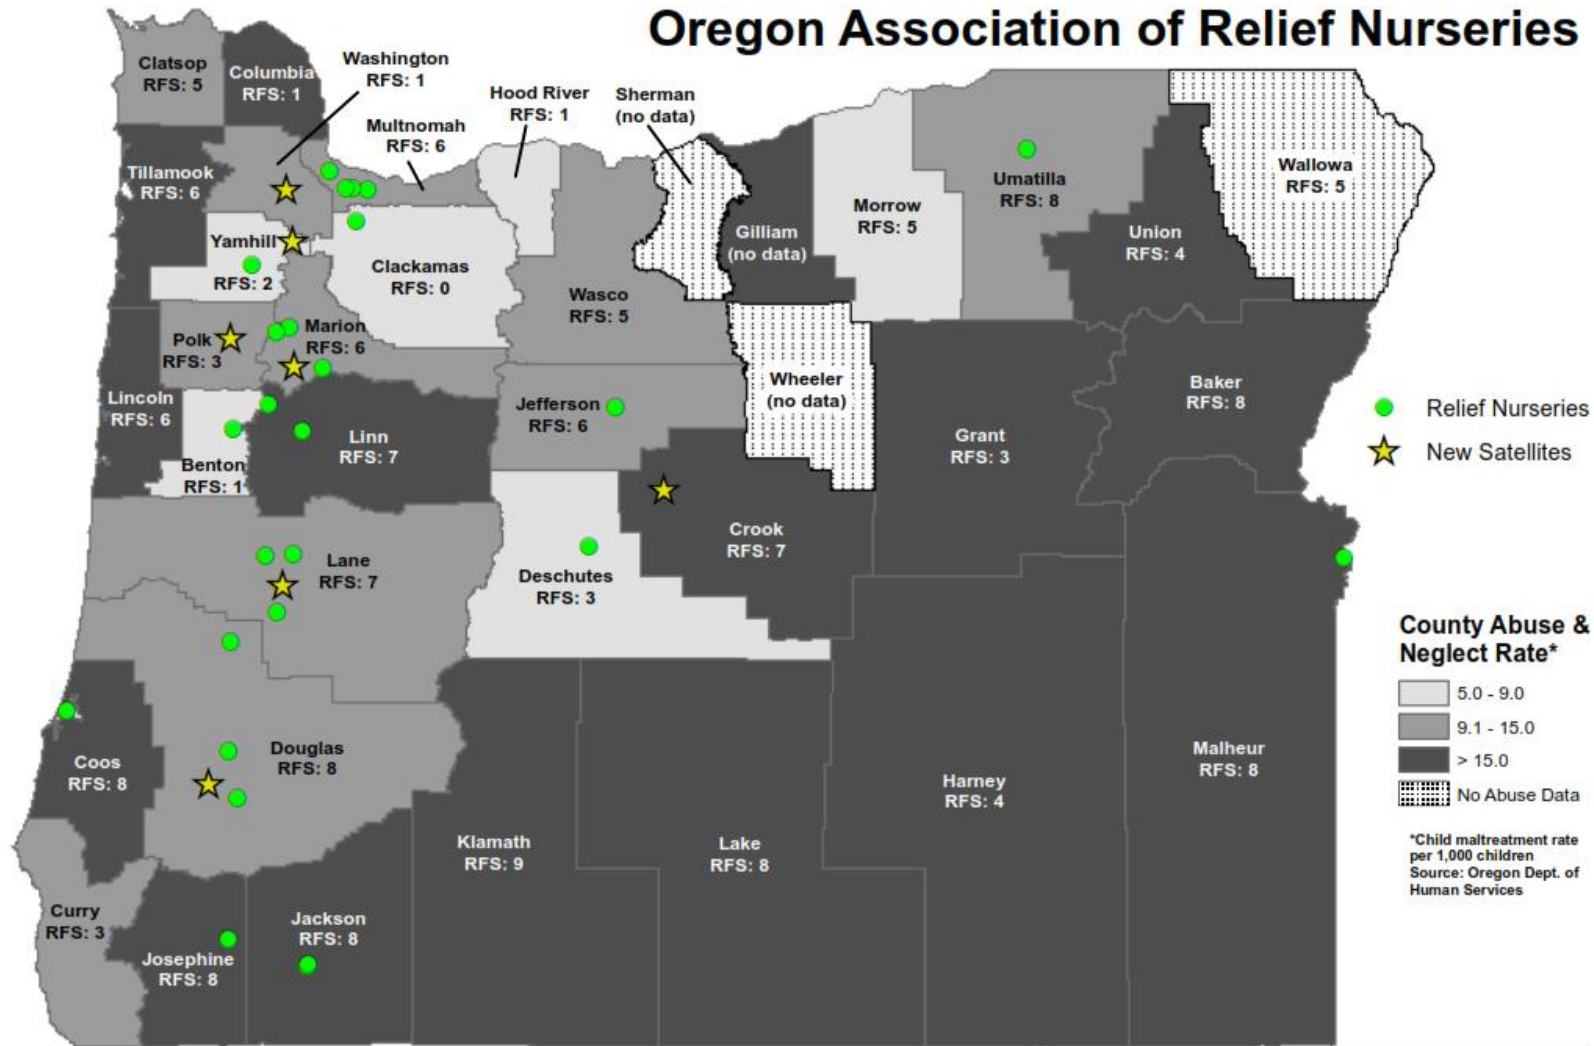 Oregon Association of Relief Nurseries
Clatsop
RFS: 5
Columbia
RFS: 1
Washington
RFS: 1
Multnomah
RFS: 6
Hood River
RFS: 1
Sherman
(no data)
Tillamook
RFS: 6
Yamhill
RFS: 2
Clackamas
RFS: 0
Wasco
RFS: 5
Gilliam
(no data)
Morrow
RFS: 5
Umatilla
RFS: 8
Union
RFS: 4
Wallowa
RFS: 5
Polk
RFS: 3
Marion
RFS: 6
Lincoln
RFS: 6
Benton
RFS: 1
Linn
RFS: 7
Jefferson
RFS: 6
Wheeler
(no data)
Grant
RFS: 3
Baker
RFS: 8
Lane
RFS: 7
Deschutes
RFS: 3
Crook
RFS: 7
Coos
RFS: 8
Douglas
RFS: 8
Klamath
RFS: 9
Lake
RFS: 8
Harney
RFS: 4
Malheur
RFS: 8
Curry
RFS: 3
Josephine
RFS: 8
Jackson
RFS: 8
Relief Nurseries
New Satellites
County Abuse &
Neglect Rate*
5.0 - 9.0
9.1 - 15.0
> 15.0
No Abuse Data
*Child maltreatment rate
per 1,000 children
Source: Oregon Dept. of
Human Services